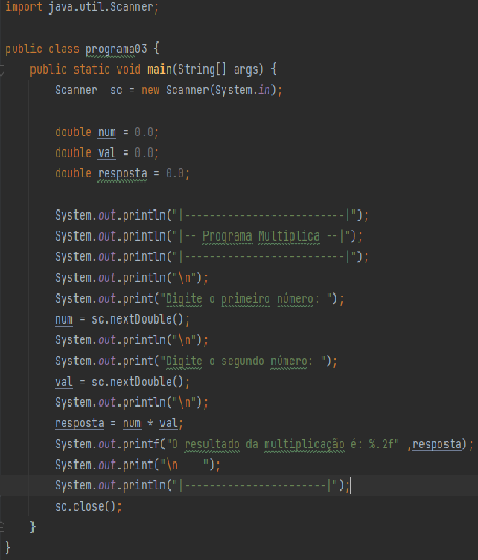 import java.util.Scanner;
public class programa03 {
public static void main(String[] args) {
Scanner sc = new Scanner(System.in);
double num = 0.0;
double val = 0.0;
double resposta = 0.0;
System.out.println("|--------------------------|");
System.out.println("|-- Programa Multiplica --|");
System.out.println("|--------------------------|");
System.out.println("\n");
System.out.print("Digite o primeiro número: ");
num = sc.nextDouble();
System.out.println("\n");
System.out.print("Digite o segundo número: ");
val = sc.nextDouble();
System.out.println("\n");
resposta = num * val;
System.out.printf("O resultado da multiplicação é: %.2f" ,resposta);
System.out.print("\n    ");
System.out.println("|-----------------------|");
sc.close();
}
}